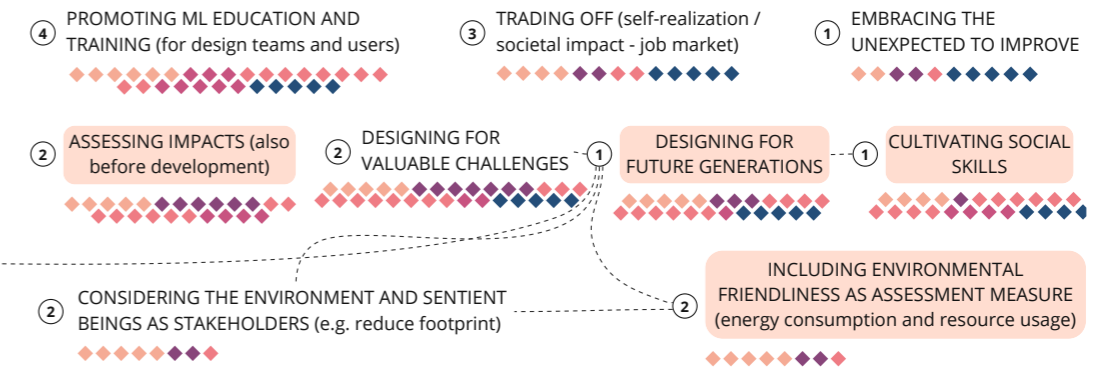 4
PROMOTING ML EDUCATION AND
TRAINING (for design teams and users)
3
TRADING OFF (self-realization /
societal impact - job market)
1
EMBRACING THE
UNEXPECTED TO IMPROVE
2
ASSESSING IMPACTS (also
before development)
2
DESIGNING FOR
VALUABLE CHALLENGES
1
DESIGNING FOR
FUTURE GENERATIONS
1
CULTIVATING SOCIAL
SKILLS
2
CONSIDERING THE ENVIRONMENT AND SENTIENT
BEINGS AS STAKEHOLDERS (e.g. reduce footprint)
2
INCLUDING ENVIRONMENTAL
FRIENDLINESS AS ASSESSMENT MEASURE
(energy consumption and resource usage)